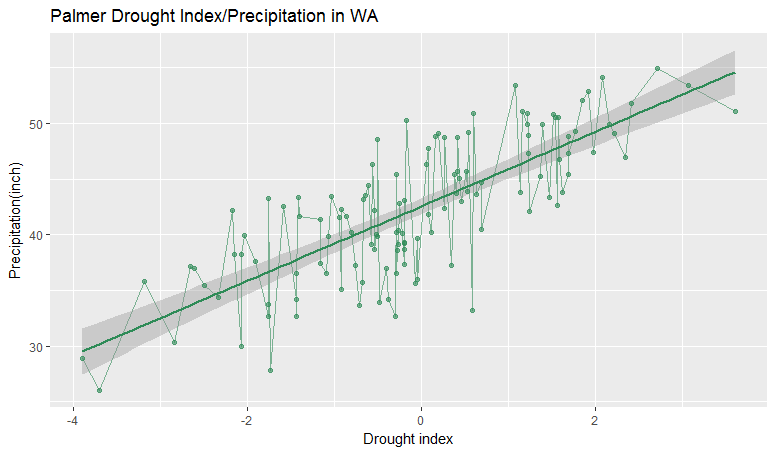 Palmer Drought Index/Precipitation in WA
Precipitation(inch)
50
40
30
-4 -2 0 2
Drought index